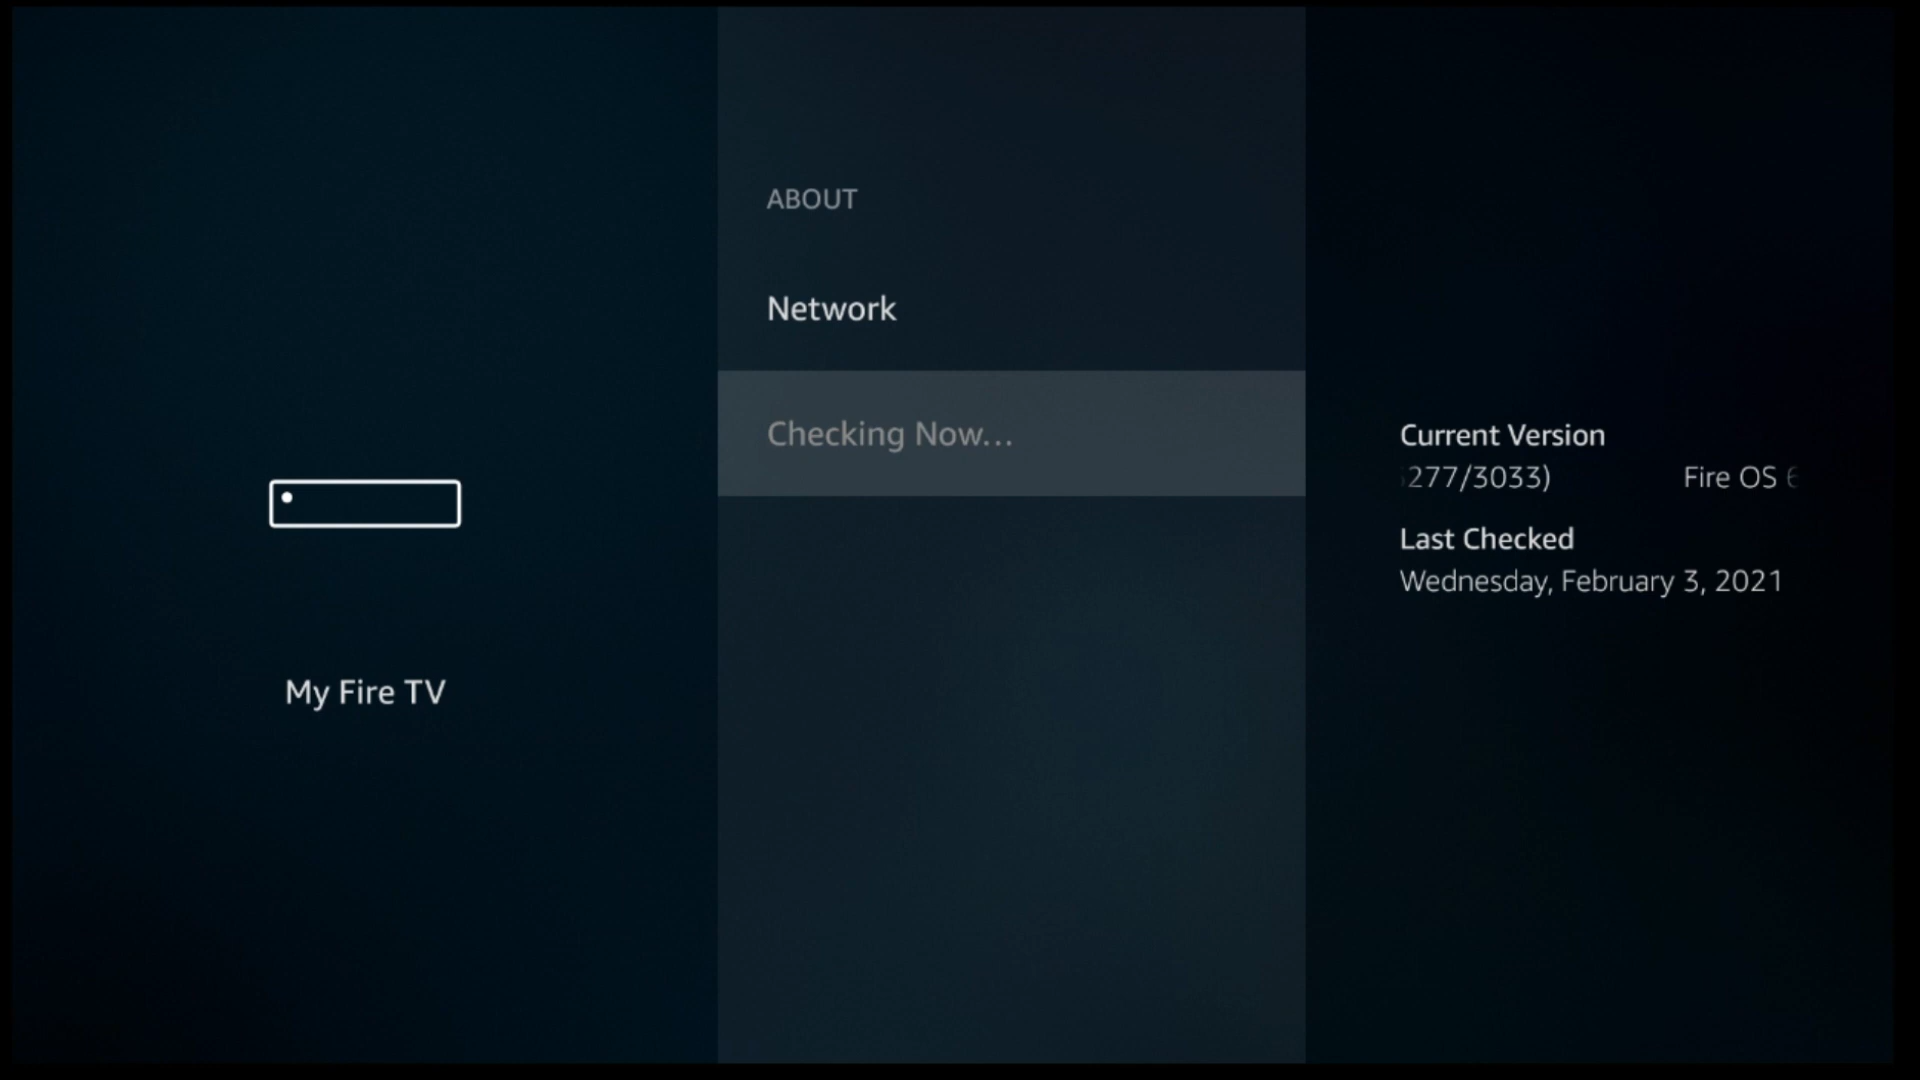 ABOUT
Network
Checking Now...
My Fire TV
Current Version
277/3033) Fire OS
Last Checked
Wednesday, February 3, 2021